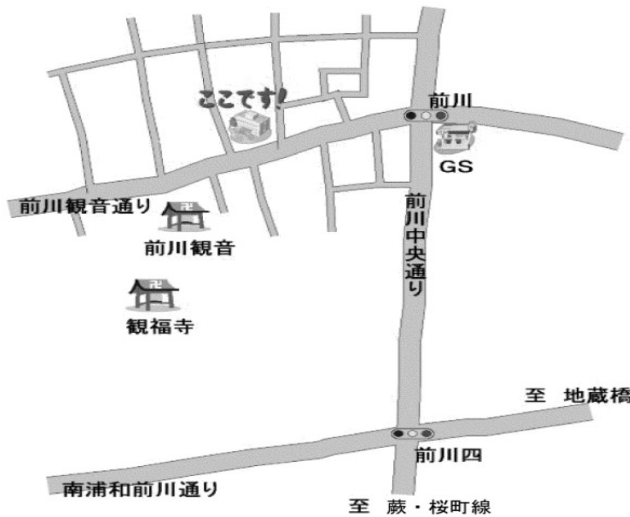 ここです!
前川
GS
前川観音通り
前川観音
前川中央通り
観福寺
至 地蔵橋
前川四
南浦和前川通り
至 蕨・桜町線